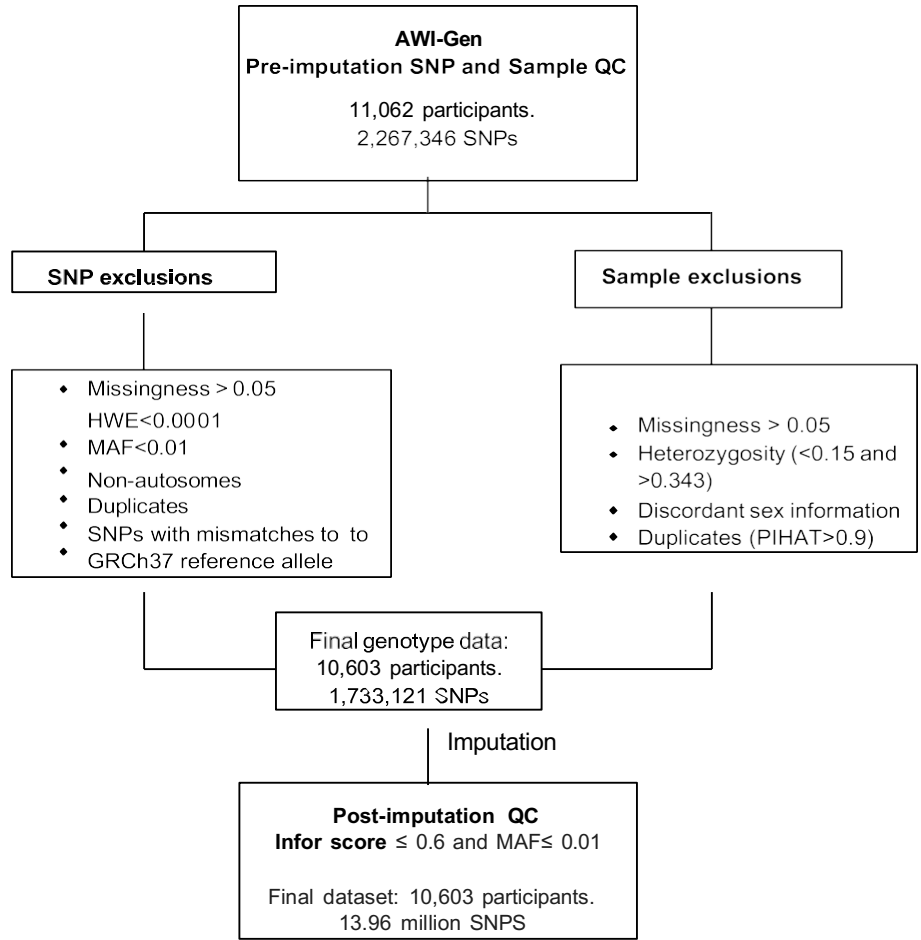 AWI-Gen
Pre-imputation SNP and Sample QC
11,062 participants.
2,267,346 SNPs
SNP exclusions
Sample exclusions
◆ Missingness > 0.05
HWE<0.0001
◆ MAF<0.01
◆ Non-autosomes
◆ Duplicates
◆ SNPs with mismatches to to
◆ GRCh37 reference allele
◆ Missingness > 0.05
◆ Heterozygosity (<0.15 and
>0.343)
◆ Discordant sex information
◆ Duplicates (PIHAT>0.9)
Final genotype data:
10,603 participants.
1,733,121 SNPs
Imputation
Post-imputation QC
Infor score ≤ 0.6 and MAF≤ 0.01
Final dataset: 10,603 participants.
13.96 million SNPS